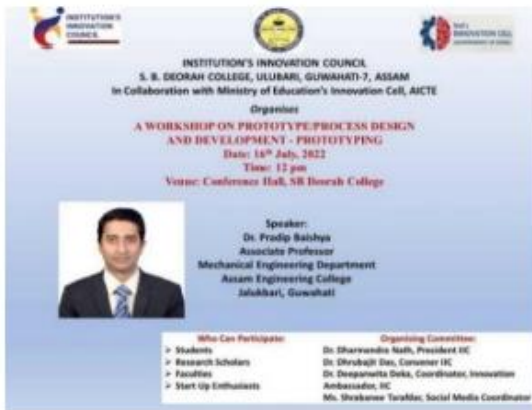 INSTITUTION'S
INNOVATION
COUNCIL
INNOVATION CELL
INSTITUTION'S INNOVATION COUNCIL
S. B. DEORAH COLLEGE, ULUBARI, GUWAHATI-7, ASSAM
In Collaboration with Ministry of Education's Innovation Cell, AICTE
Organises
A WORKSHOP ON PROTOTYPE/PROCESS DESIGN
AND DEVELOPMENT - PROTOTYPING
Date: 16th July, 2022
Time: 12 pm
Venue: Conference Hall, SB Deorah College
Speaker:
Dr. Pradip Baishya
Associate Professor
Mechanical Engineering Department
Assam Engineering College
Jalukbari, Guwahati
Who Can Participate:
➢ Students
➢ Research Scholars
➢ Faculties
➢ Start Up Enthusiasts
Organising Committee:
Dr. Dharmendra Nath, President IIC
Dr. Dhrubajit Das, Convener IIC
Dr. Deepanwita Deka, Coordinator, Innovation
Ambassador, IIC
Ms. Shrabanee Tarafdar, Social Media Coordinator